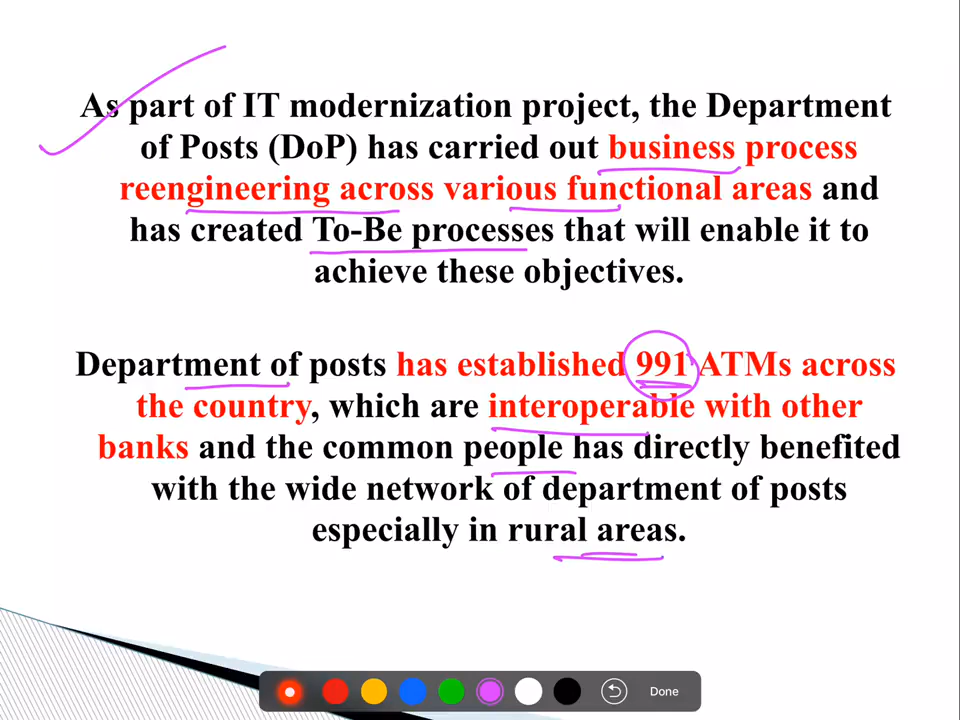 As part of IT modernization project, the Department
of Posts (DoP) has carried out business process
reengineering across various functional areas and
has created To-Be processes that will enable it to
achieve these objectives.
Department of posts has established 991 ATMs across
the country, which are interoperable with other
banks and the common people has directly benefited
with the wide network of department of posts
especially in rural areas.
Done